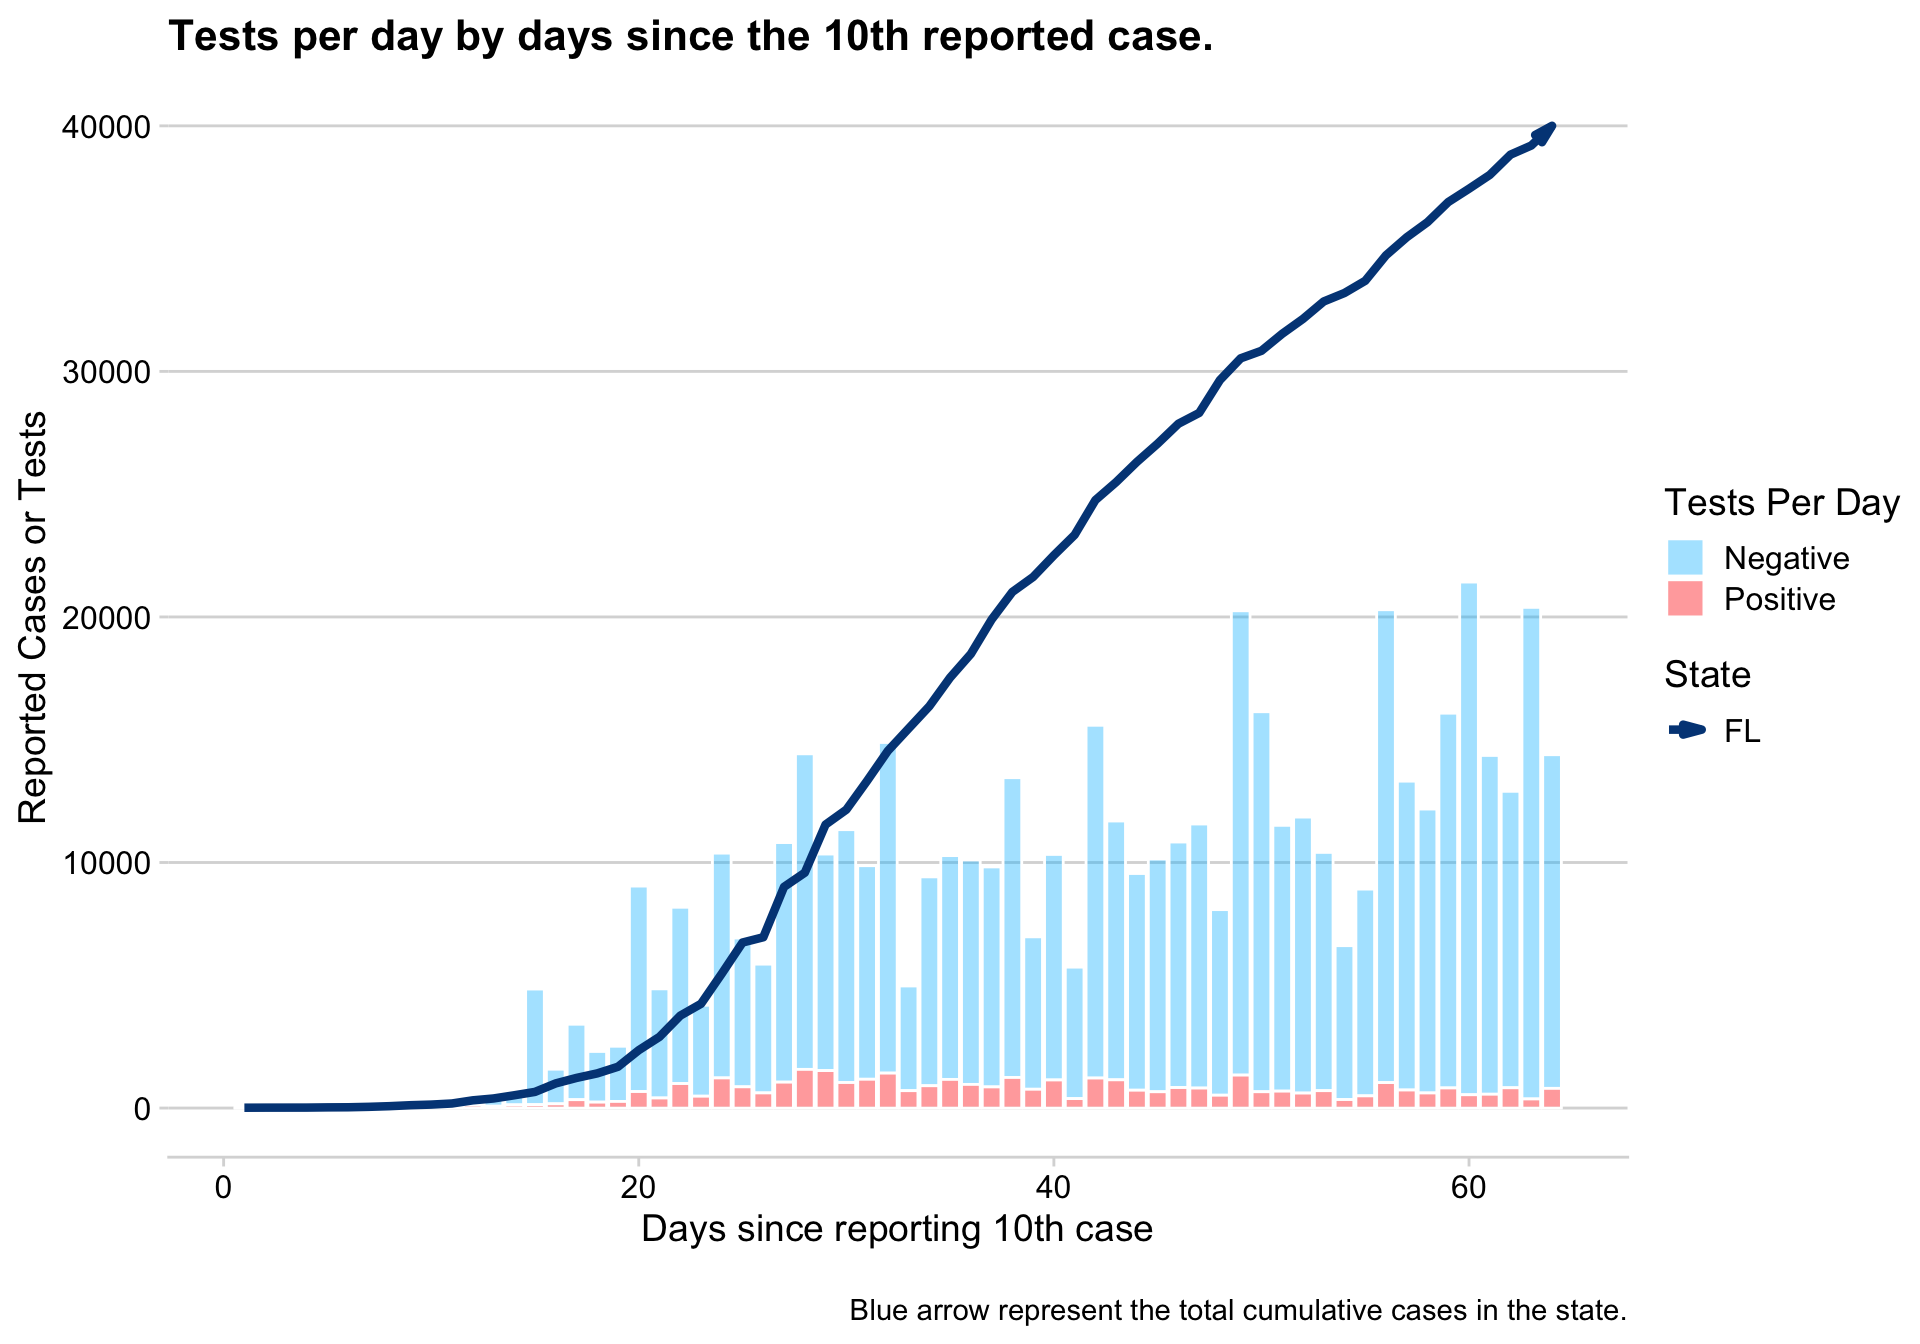 Tests per day by days since the 10th reported case.
40000
30000
20000
10000
0
Reported Cases or Tests
0
20
40
60
Days since reporting 10th case
Tests Per Day
Negative
Positive
State
FL
Blue arrow represent the total cumulative cases in the state.